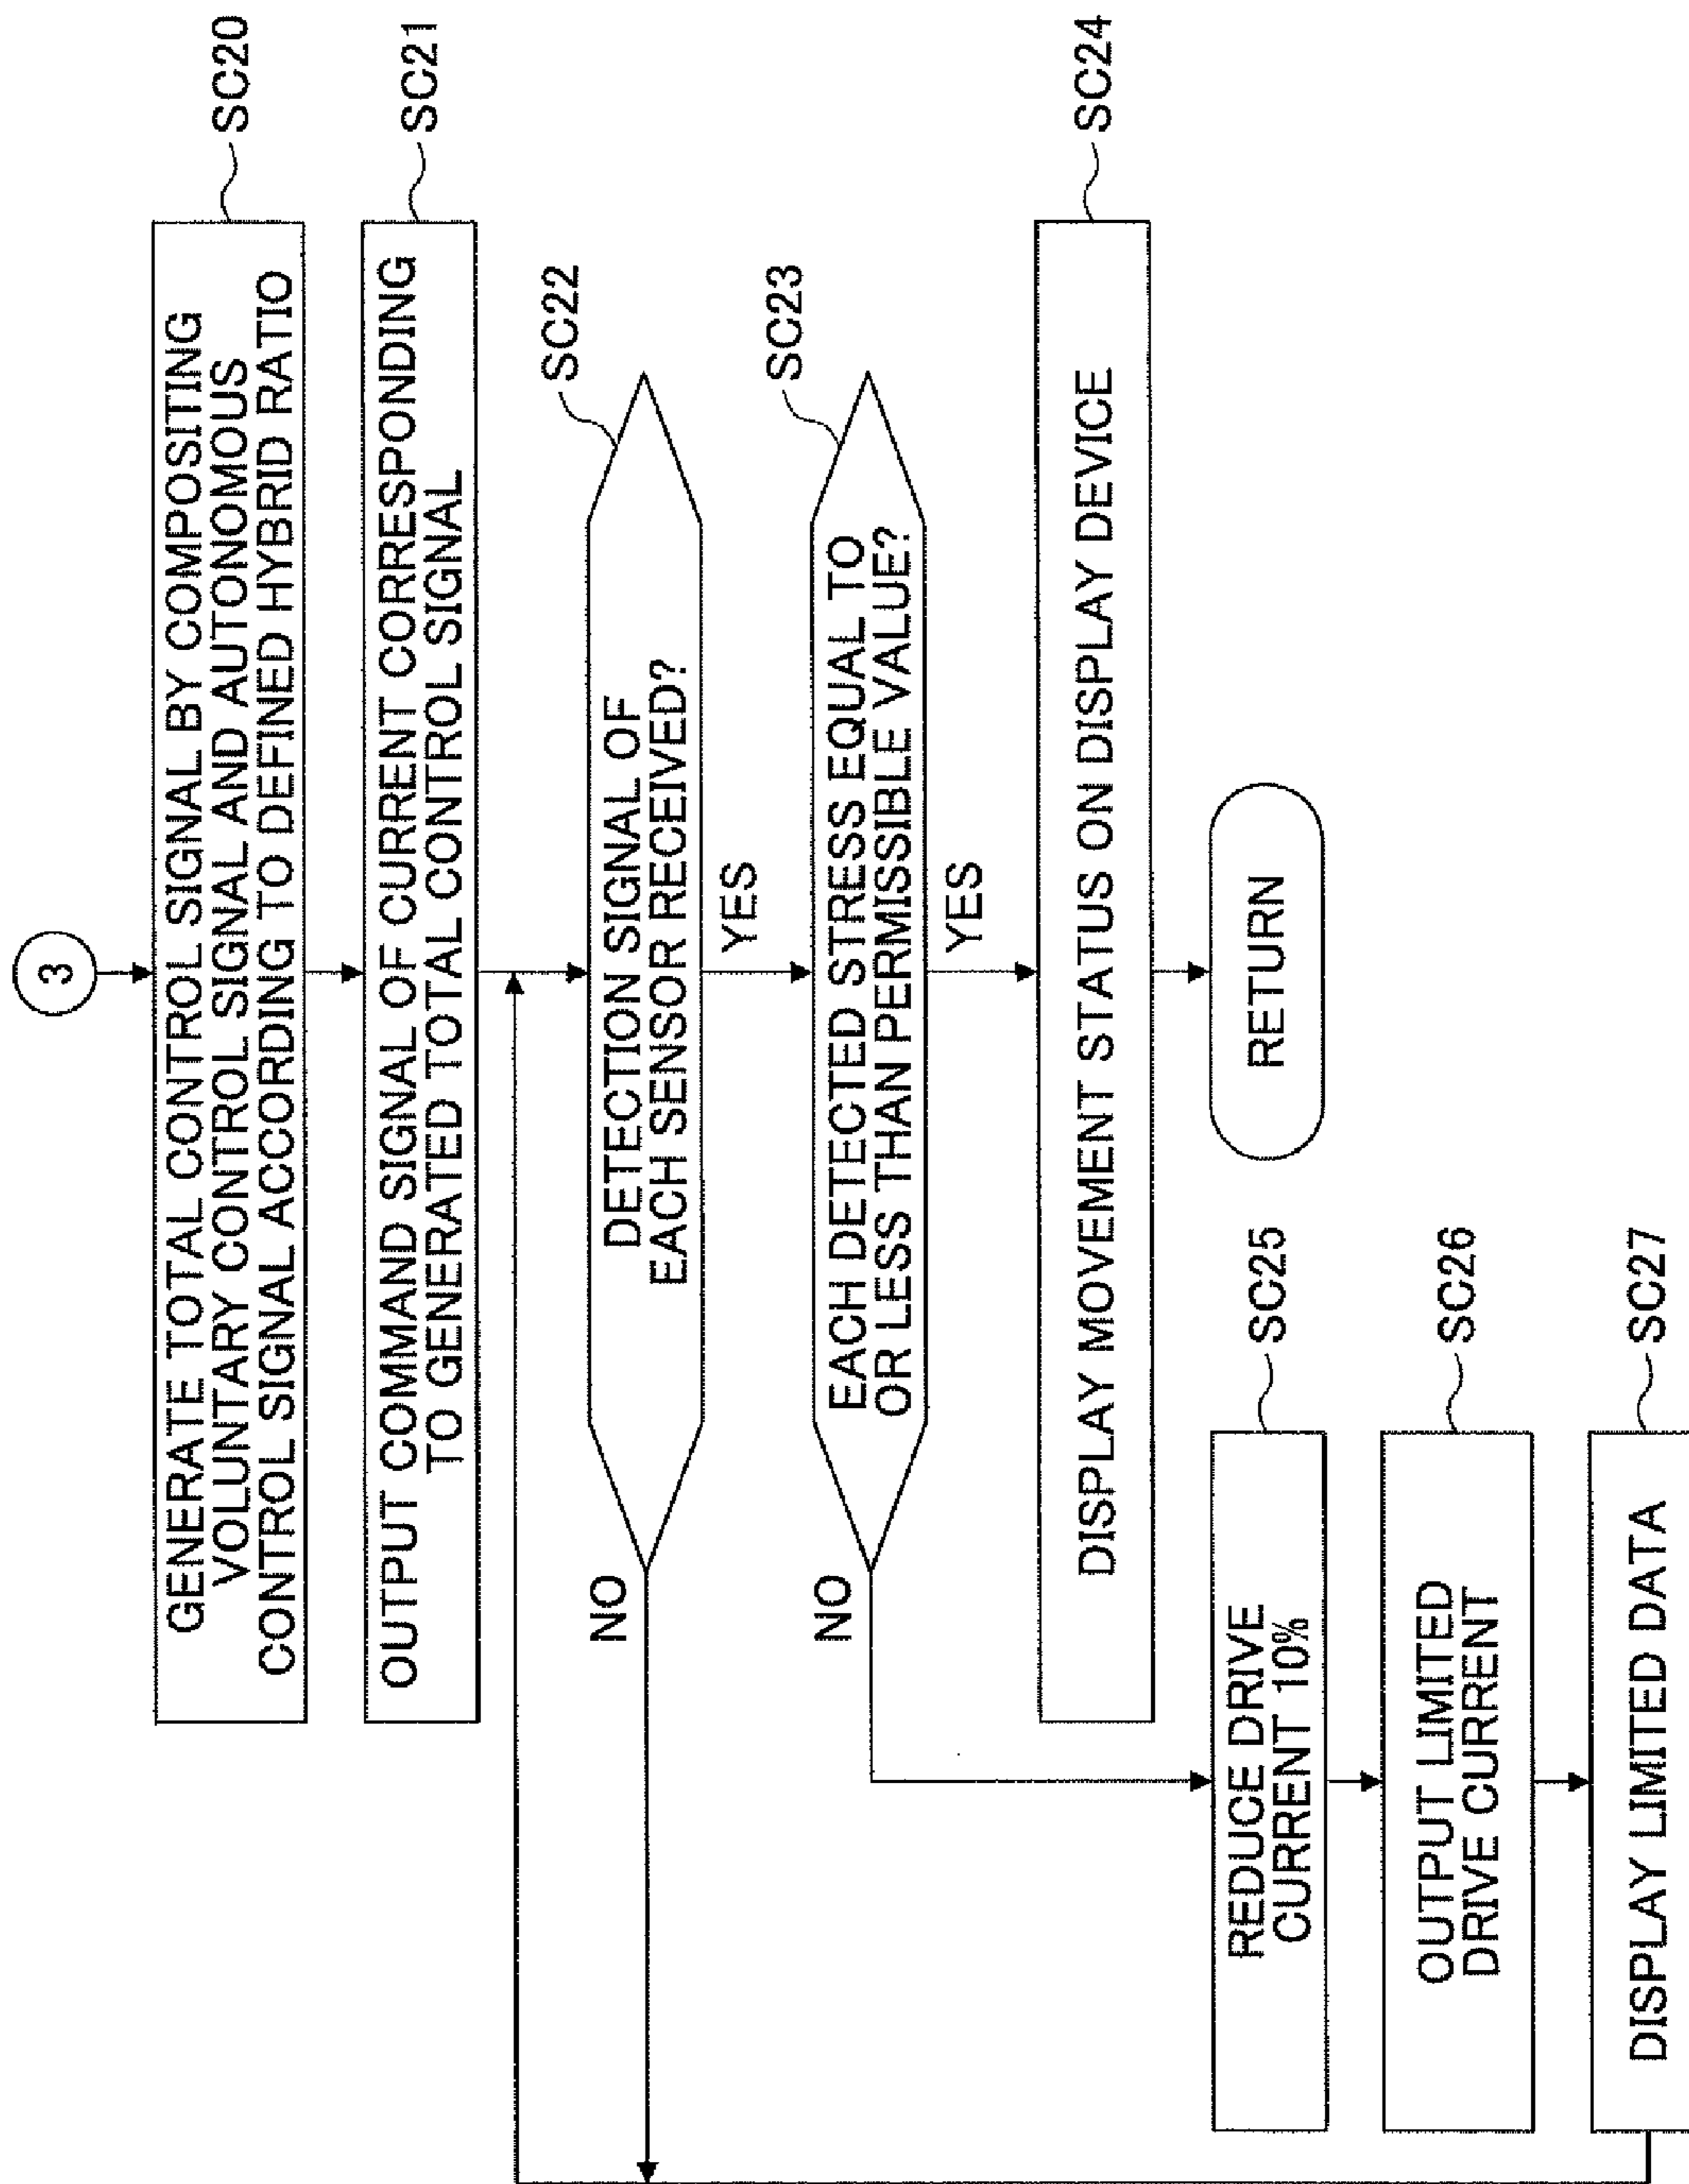 3
GENERATE TOTAL CONTROL SIGNAL BY COMPOSITING
VOLUNTARY CONTROL SIGNAL AND AUTONOMOUS
CONTROL SIGNAL ACCORDING TO DEFINED HYBRID RATIO
SC20
OUTPUT COMMAND SIGNAL OF CURRENT CORRESPONDING
TO GENERATED TOTAL CONTROL SIGNAL
SC21
DETECTION SIGNAL OF
EACH SENSOR RECEIVED?
SC22
NO
YES
EACH DETECTED STRESS EQUAL TO
OR LESS THAN PERMISSIBLE VALUE?
SC23
NO
YES
DISPLAY MOVEMENT STATUS ON DISPLAY DEVICE
SC24
RETURN
REDUCE DRIVE
CURRENT 10%
SC25
OUTPUT LIMITED
DRIVE CURRENT
SC26
DISPLAY LIMITED DATA
SC27